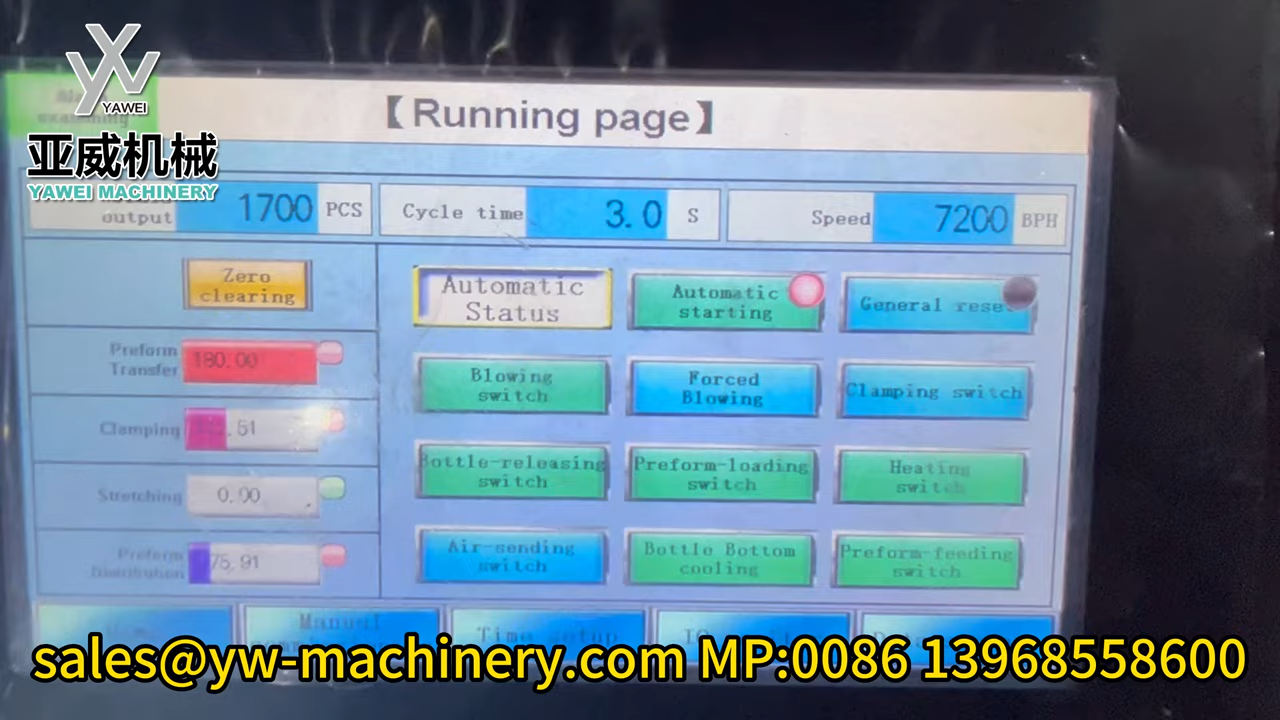 YAWEI
亚威机械
YAWEI MACHINERY
【Running page】
output 1700 PCS
Cycle time 3.0 S
Speed 7200 BPH
Zero
clearing
Automatic
Status
Automatic
starting
General reset
Preform
Transfer
180.00
Blowing
switch
Forced
Blowing
Clamping switch
Clamping
.51
Bottle-releasing
switch
Preform-loading
switch
Heating
switch
Stretching 0.00
Preform
Distribution
75.91
Air-sending
switch
Bottle Bottom
cooling
Preform-feeding
switch
Manual
Time setup
sales@yw-machinery.com MP:0086 13968558600